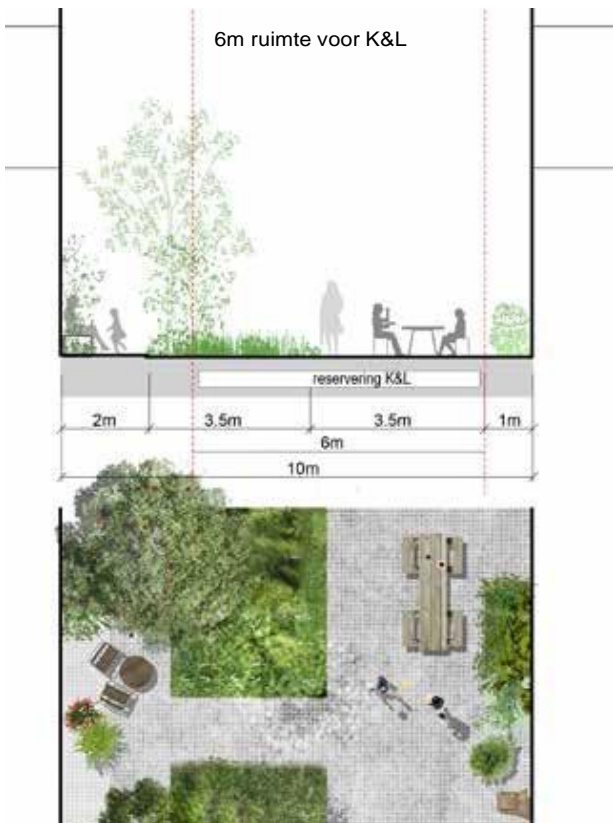 6m ruimte voor K&L
reservering K&L
2m 3.5m 3.5m 1m
6m
10m